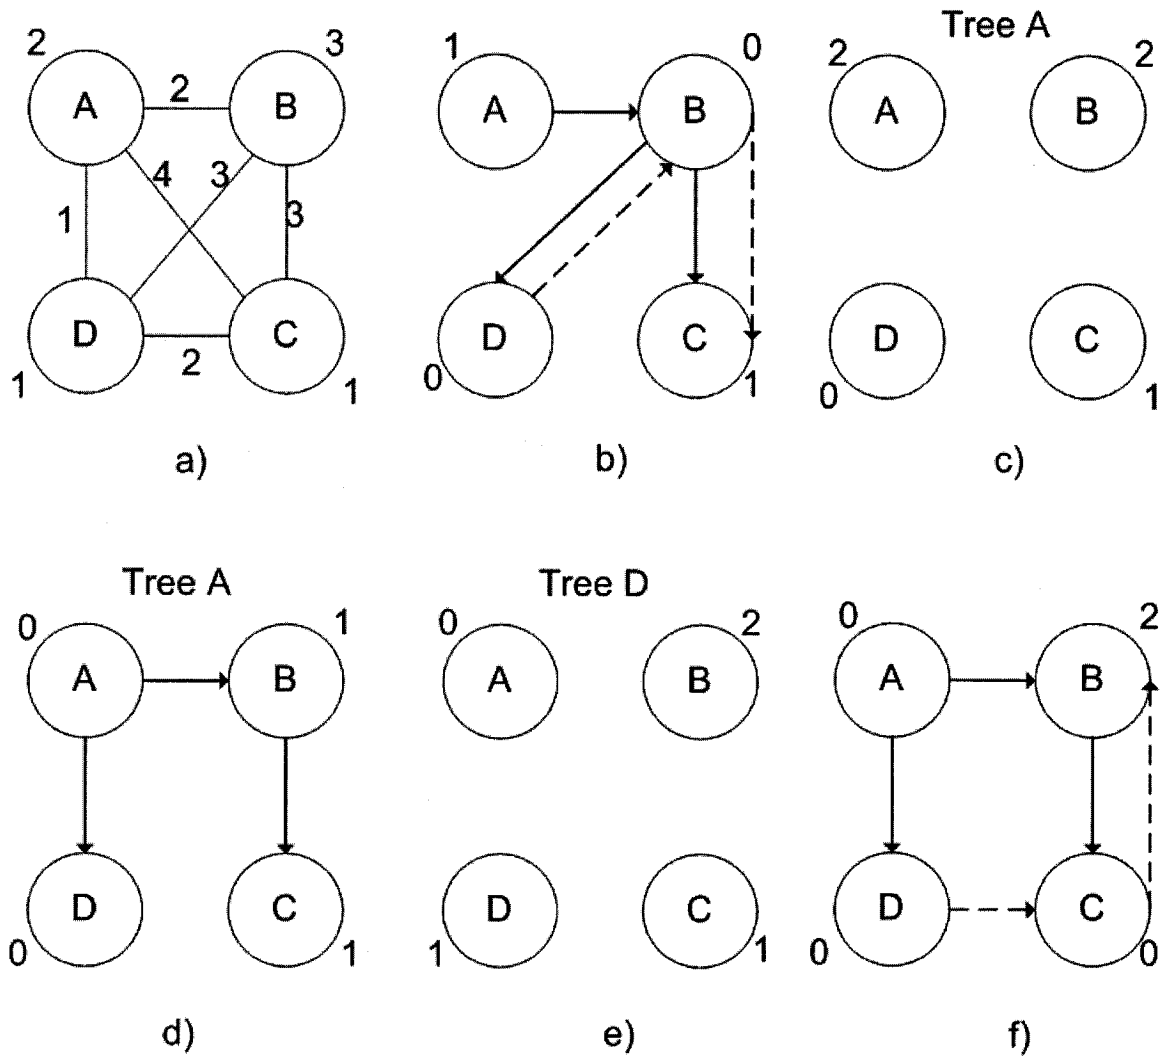 Tree A
2 3 1 0 2 2
A 2 B A B A B
4 3
1 3
D C D C D C
2
1 1 0 1 0 1
a) b) c)
Tree A Tree D
0 1 0 2 0 2
A B A B A B
D C D C D C
0 1 1 1 0 0
d) e) f)